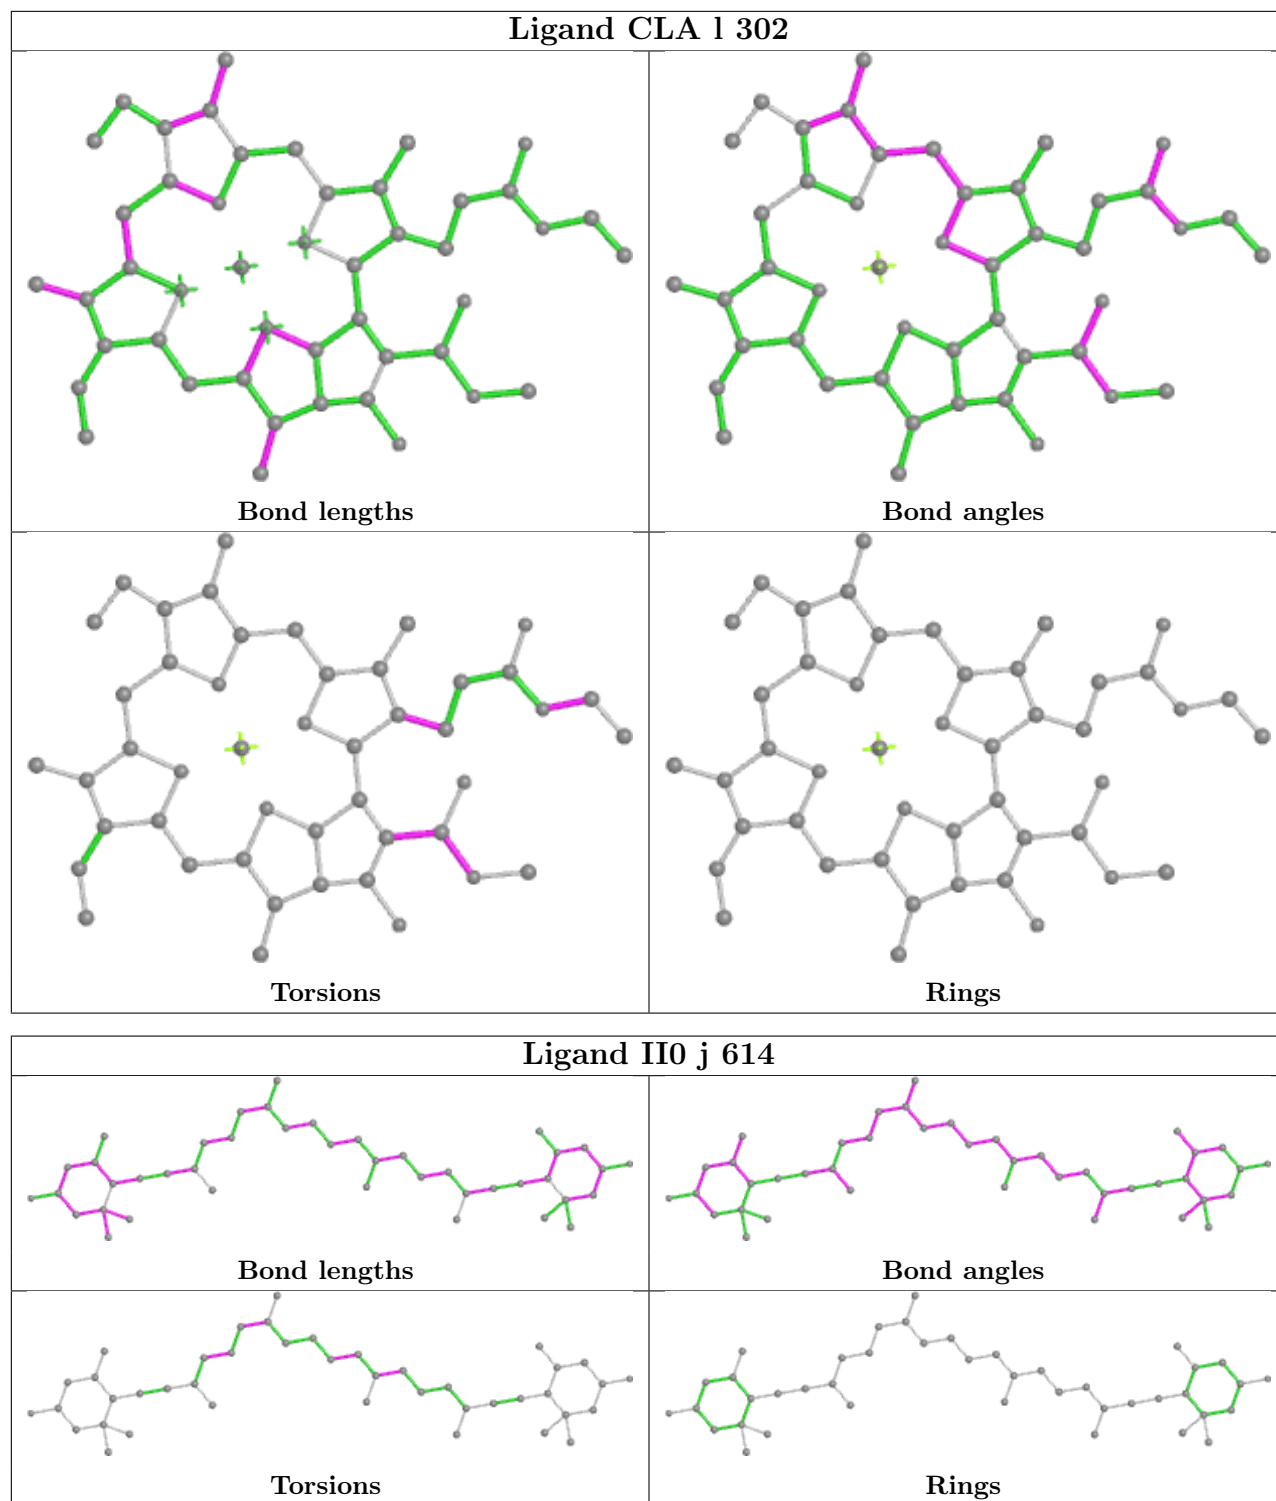 Ligand CLA l 302
Bond lengths
Bond angles
Torsions
Rings
Ligand II0 j 614
Bond lengths
Bond angles
Torsions
Rings